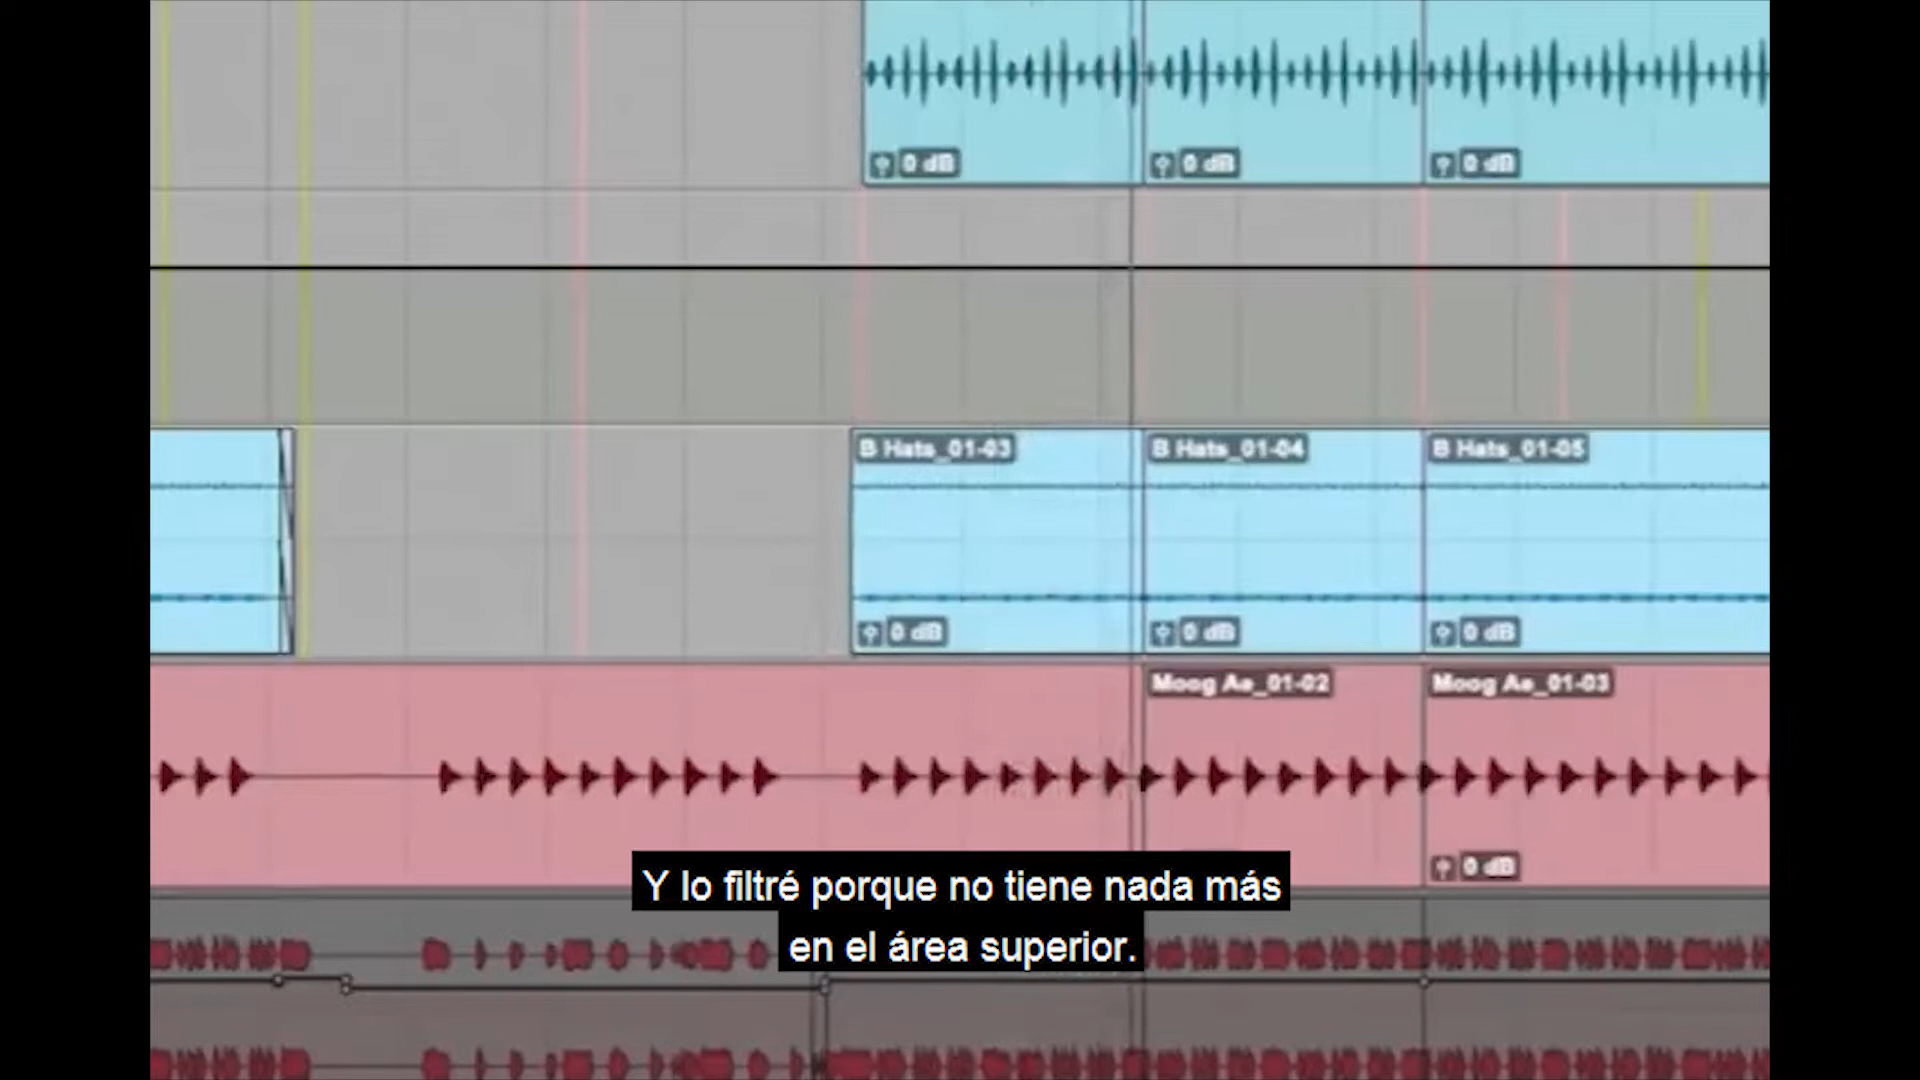 0 dB 0 dB 0 dB
B Hats_01-03 B Hats_01-04 B Hats_01-05
0 dB 0 dB 0 dB
Moog Ae_01-02 Moog Ae_01-03
0 dB
Y lo filtré porque no tiene nada más
en el área superior.